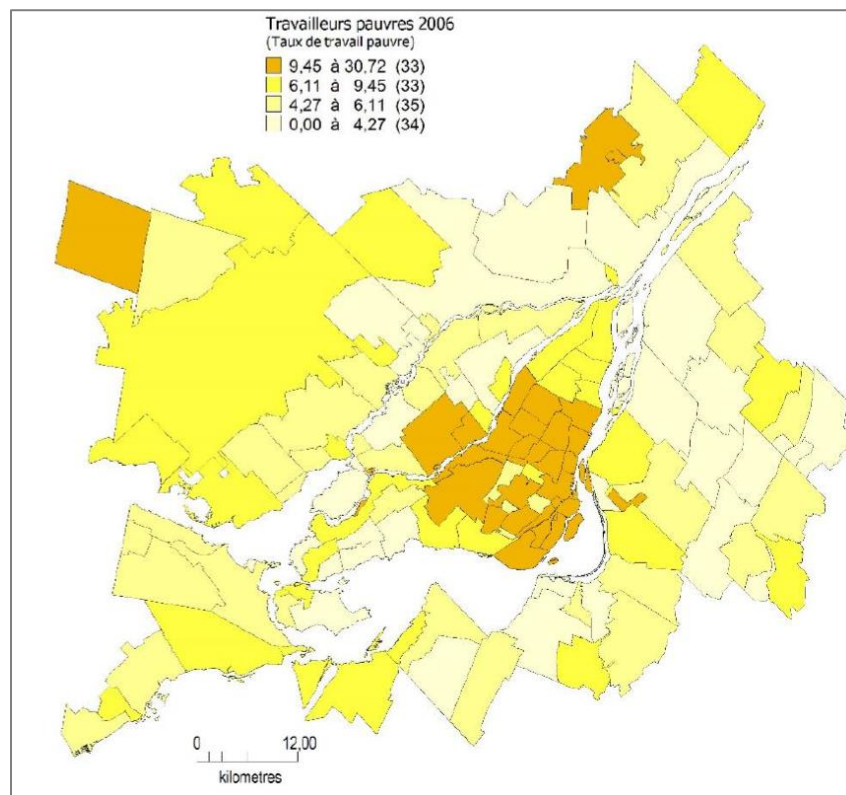 Travailleurs pauvres 2006
(Taux de travail pauvre)
9,45 à 30,72 (33)
6,11 à 9,45 (33)
4,27 à 6,11 (35)
0,00 à 4,27 (34)
0 12,00
kilometres